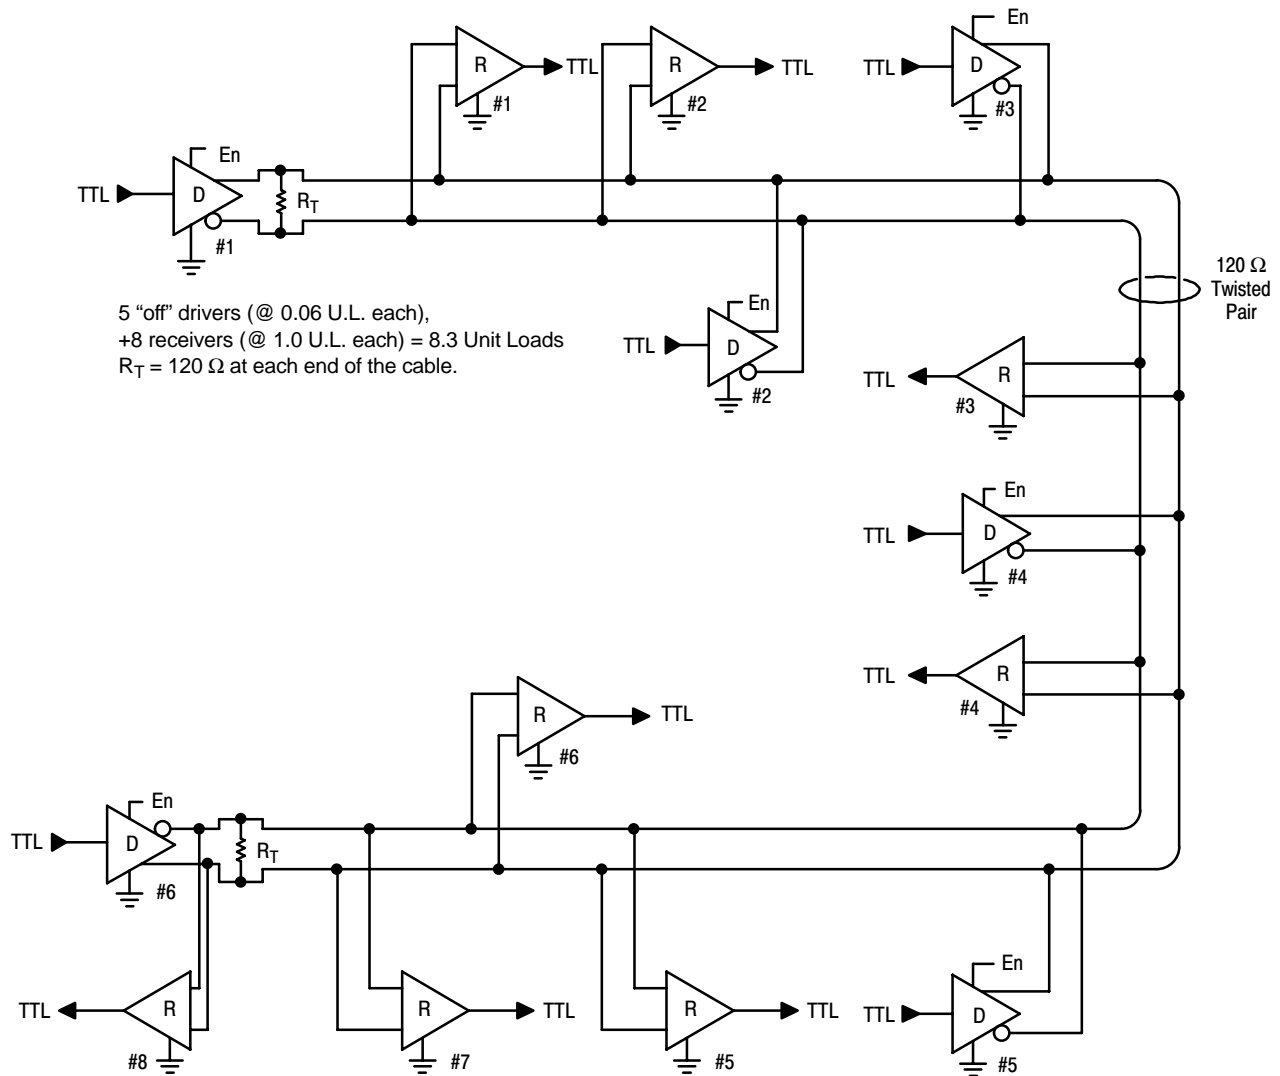 En
R
TTL
#1
R
TTL
#2
TTL
D
#3
TTL
D
En
#1
R_T
5 “off” drivers (@ 0.06 U.L. each),
+8 receivers (@ 1.0 U.L. each) = 8.3 Unit Loads
R_T = 120 Ω at each end of the cable.
En
TTL
D
#2
120 Ω
Twisted
Pair
TTL
R
#3
En
TTL
D
#4
TTL
R
#4
R
TTL
#6
En
TTL
D
R_T
#6
TTL
R
#8
R
TTL
#7
R
TTL
#5
En
TTL
D
#5